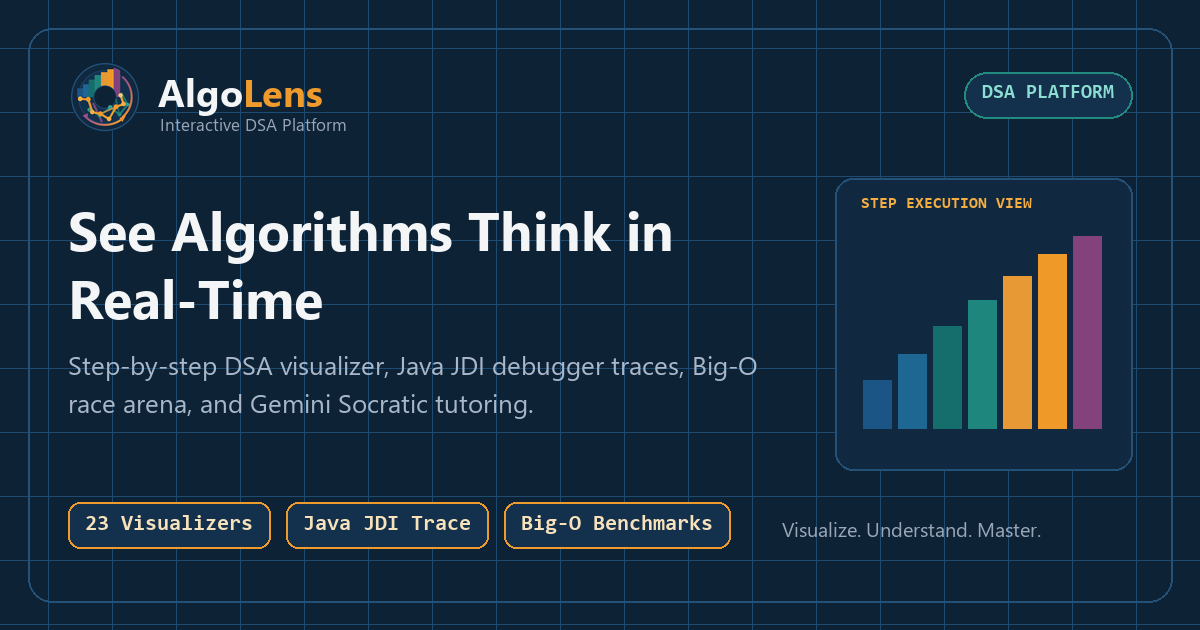 AlgoLens
Interactive DSA Platform
DSA PLATFORM
See Algorithms Think in
Real-Time
Step-by-step DSA visualizer, Java JDI debugger traces, Big-O
race arena, and Gemini Socratic tutoring.
STEP EXECUTION VIEW
23 Visualizers
Java JDI Trace
Big-O Benchmarks
Visualize. Understand. Master.